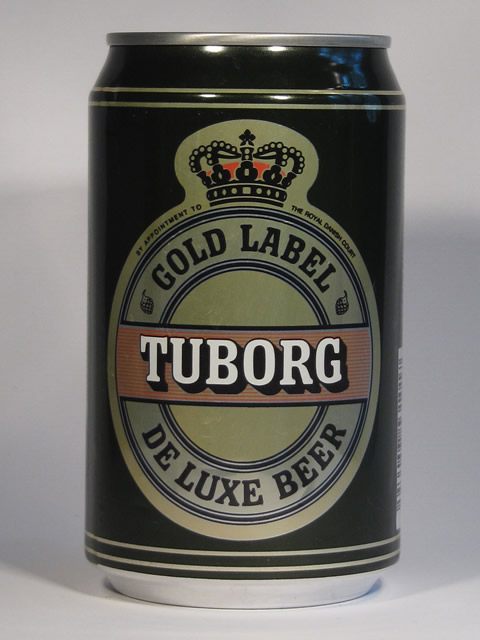 BY APPOINTMENT TO THE ROYAL DANISH COURT
GOLD LABEL
TUBORG
DE LUXE BEER